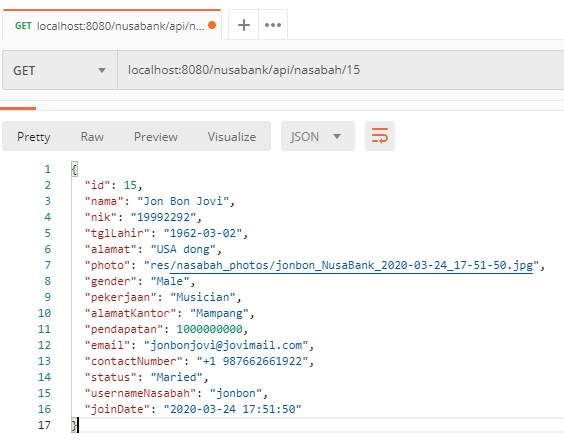 GET localhost:8080/nusabank/api/n... + •••
GET localhost:8080/nusabank/api/nasabah/15
Pretty Raw Preview Visualize JSON
1 {
2 "id": 15,
3 "nama": "Jon Bon Jovi",
4 "nik": "19992292",
5 "tglLahir": "1962-03-02",
6 "alamat": "USA dong",
7 "photo": "res/nasabah_photos/jonbon_NusaBank_2020-03-24_17-51-50.jpg",
8 "gender": "Male",
9 "pekerjaan": "Musician",
10 "alamatKantor": "Mampang",
11 "pendapatan": 1000000000,
12 "email": "jonbonjovi@jovimail.com",
13 "contactNumber": "+1 987662661922",
14 "status": "Maried",
15 "usernameNasabah": "jonbon",
16 "joinDate": "2020-03-24 17:51:50"
17 }